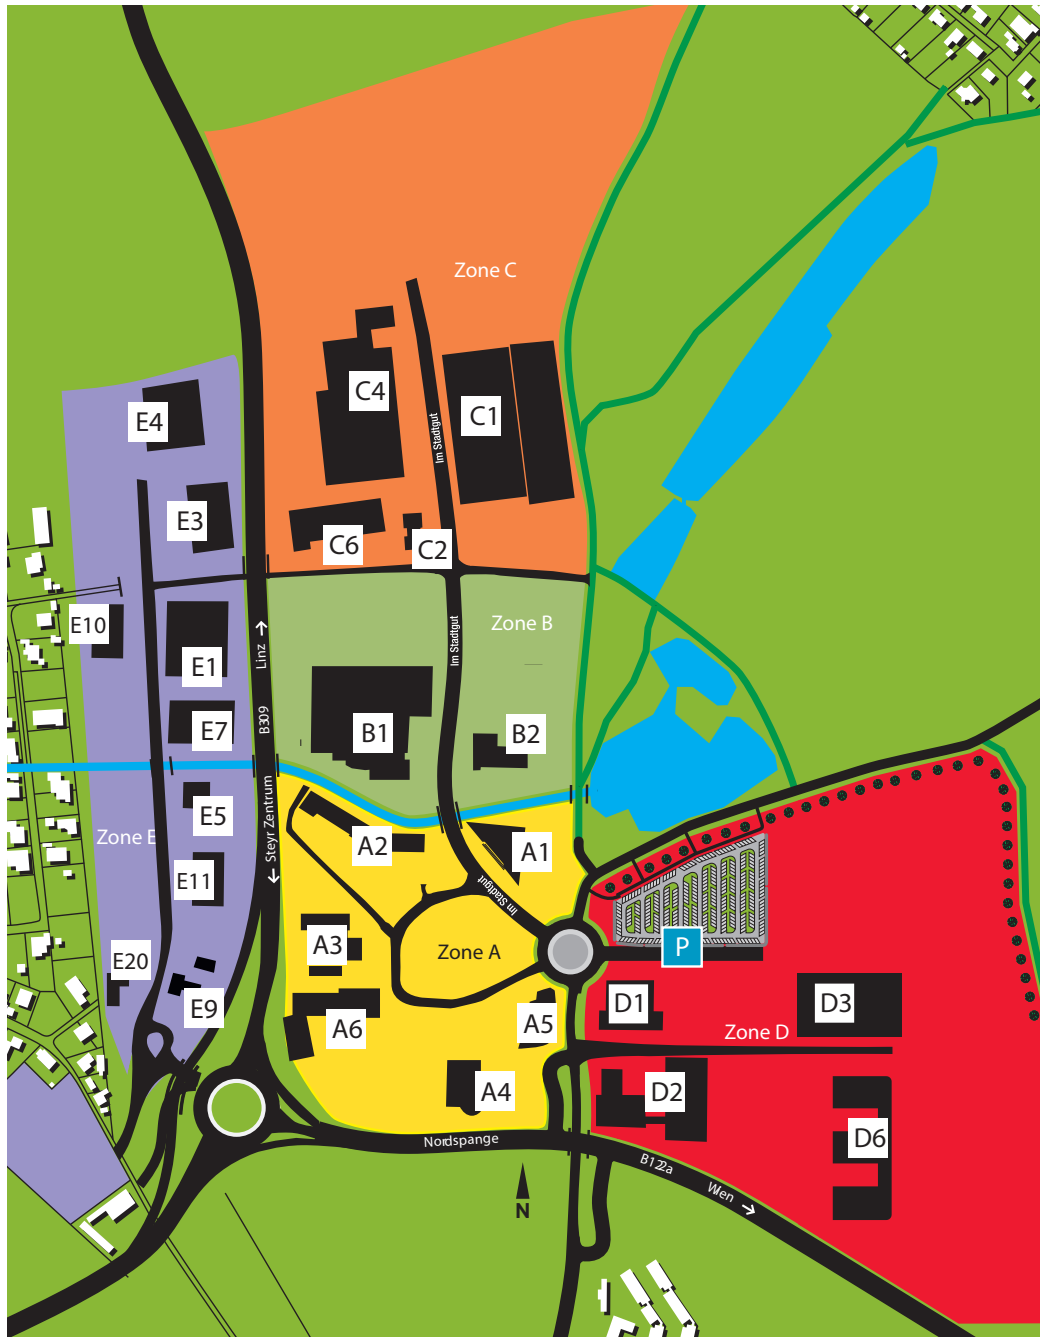 Zone C
C4
C1
E4
Im Stadtgut
E3
C6
C2
E10
Zone B
Linz
Im Stadtgut
E1
B309
E7
B1
B2
Steyr Zentrum
E5
Zone E
A2
A1
E11
Im Stadtgut
A3
Zone A
P
E20
E9
A6
A5
D1
D3
Zone D
A4
D2
Nordspange
D6
B122a
Wien
N